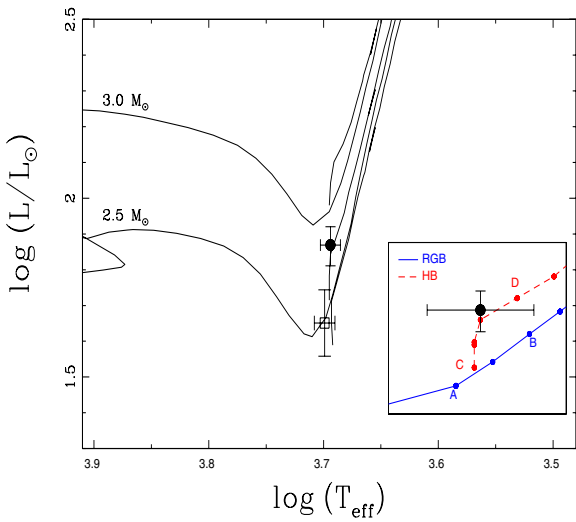 2.5
3.0 M⊙
2
2.5 M⊙
1.5
log (L/L⊙)
RGB
HB
D
B
C
A
3.9 3.8 3.7 3.6 3.5
log (Teff)